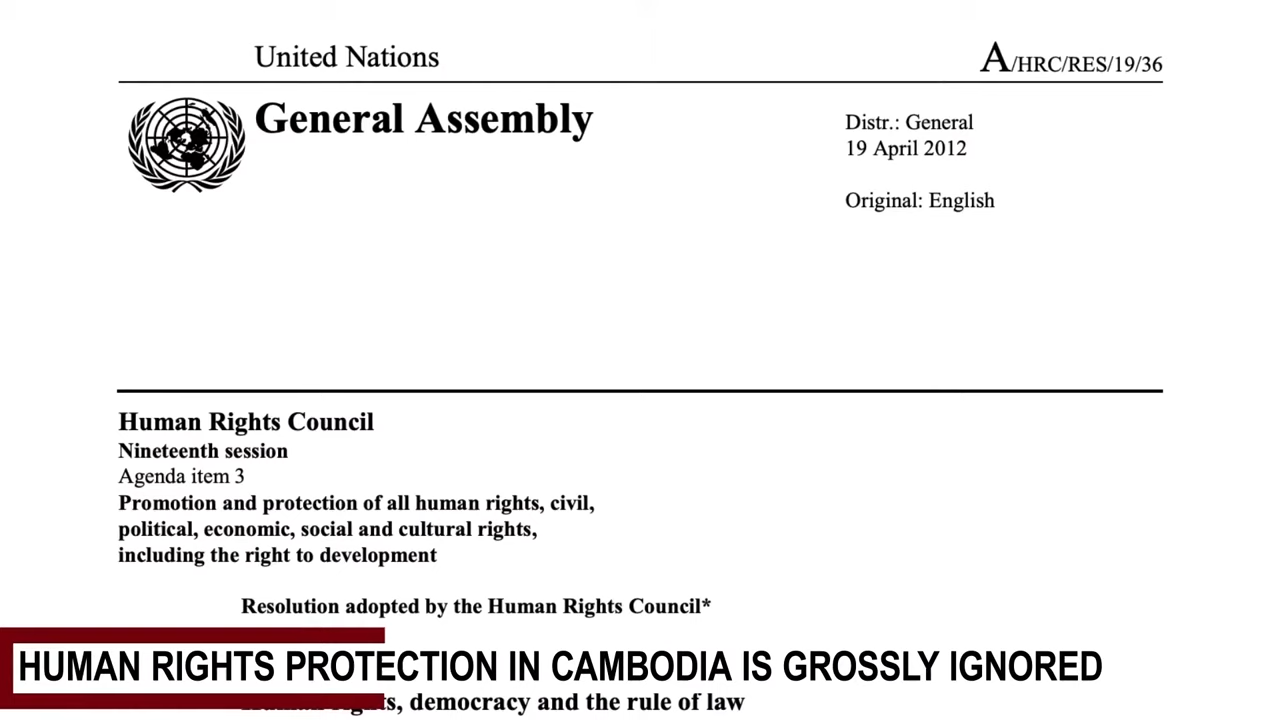 United Nations
A/HRC/RES/19/36
General Assembly
Distr.: General
19 April 2012
Original: English
Human Rights Council
Nineteenth session
Agenda item 3
Promotion and protection of all human rights, civil,
political, economic, social and cultural rights,
including the right to development
Resolution adopted by the Human Rights Council*
HUMAN RIGHTS PROTECTION IN CAMBODIA IS GROSSLY IGNORED
Human rights, democracy and the rule of law